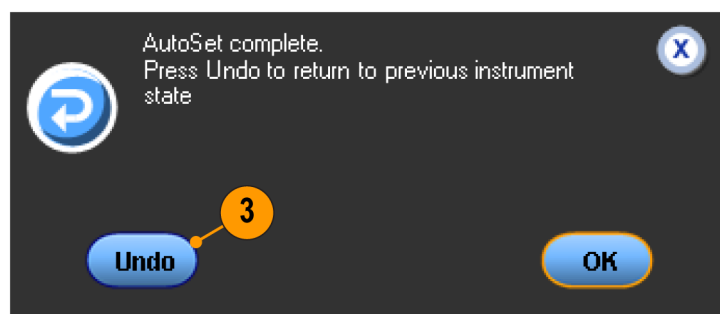 AutoSet complete.
X
Press Undo to return to previous instrument
state
3
Undo
OK